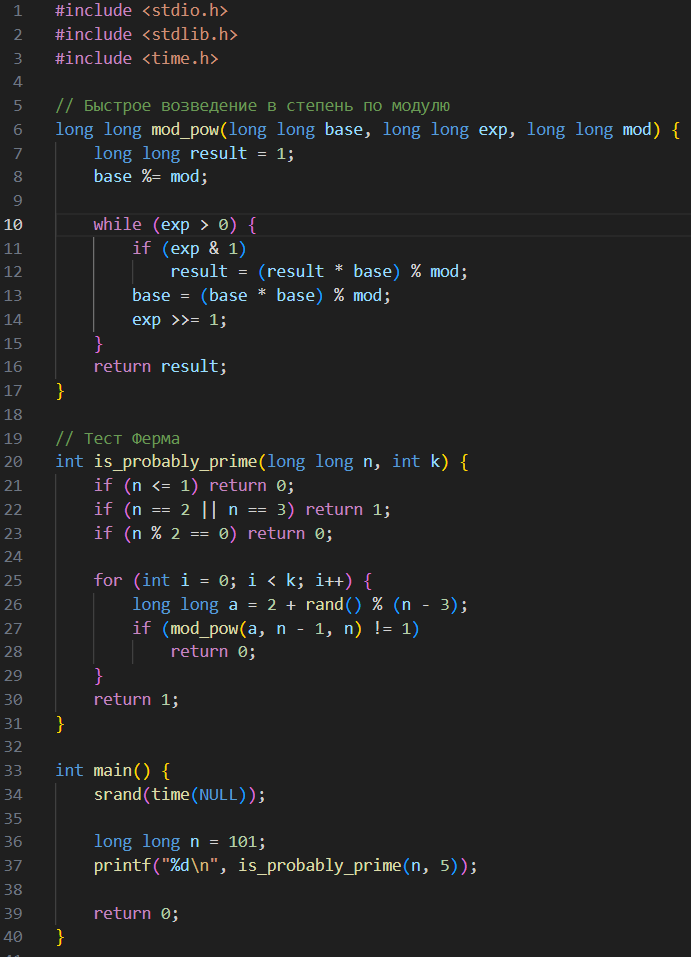 1 #include <stdio.h>
2 #include <stdlib.h>
3 #include <time.h>
4
5 // Быстрое возведение в степень по модулю
6 long long mod_pow(long long base, long long exp, long long mod) {
7     long long result = 1;
8     base %= mod;
9
10     while (exp > 0) {
11         if (exp & 1)
12             result = (result * base) % mod;
13         base = (base * base) % mod;
14         exp >>= 1;
15     }
16     return result;
17 }
18
19 // Тест Ферма
20 int is_probably_prime(long long n, int k) {
21     if (n <= 1) return 0;
22     if (n == 2 || n == 3) return 1;
23     if (n % 2 == 0) return 0;
24
25     for (int i = 0; i < k; i++) {
26         long long a = 2 + rand() % (n - 3);
27         if (mod_pow(a, n - 1, n) != 1)
28             return 0;
29     }
30     return 1;
31 }
32
33 int main() {
34     srand(time(NULL));
35
36     long long n = 101;
37     printf("%d\n", is_probably_prime(n, 5));
38
39     return 0;
40 }